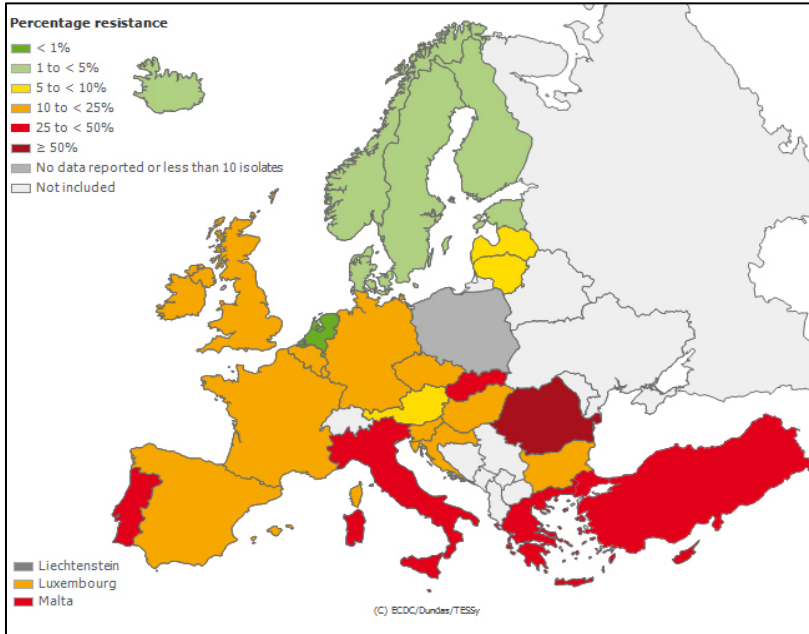 Percentage resistance
< 1%
1 to < 5%
5 to < 10%
10 to < 25%
25 to < 50%
≥ 50%
No data reported or less than 10 isolates
Not included
Liechtenstein
Luxembourg
Malta
(C) ECDC/Dundas/TESSy